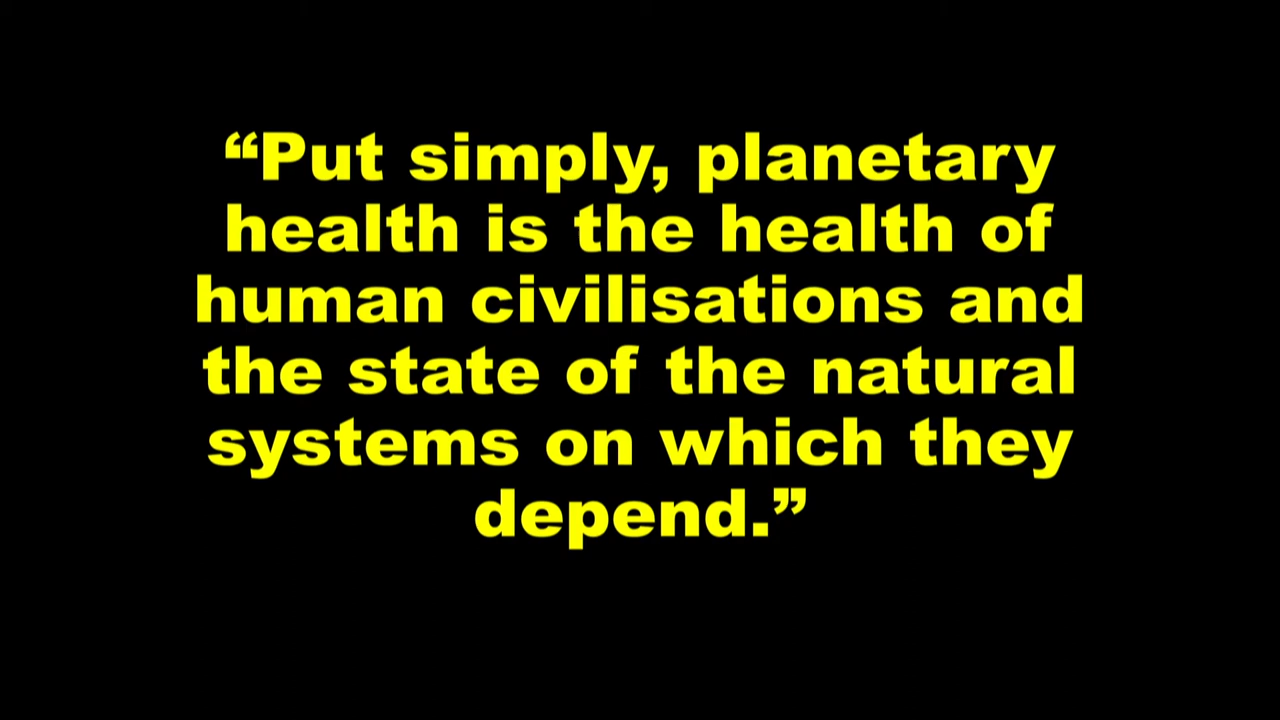 “Put simply, planetary
health is the health of
human civilisations and
the state of the natural
systems on which they
depend.”